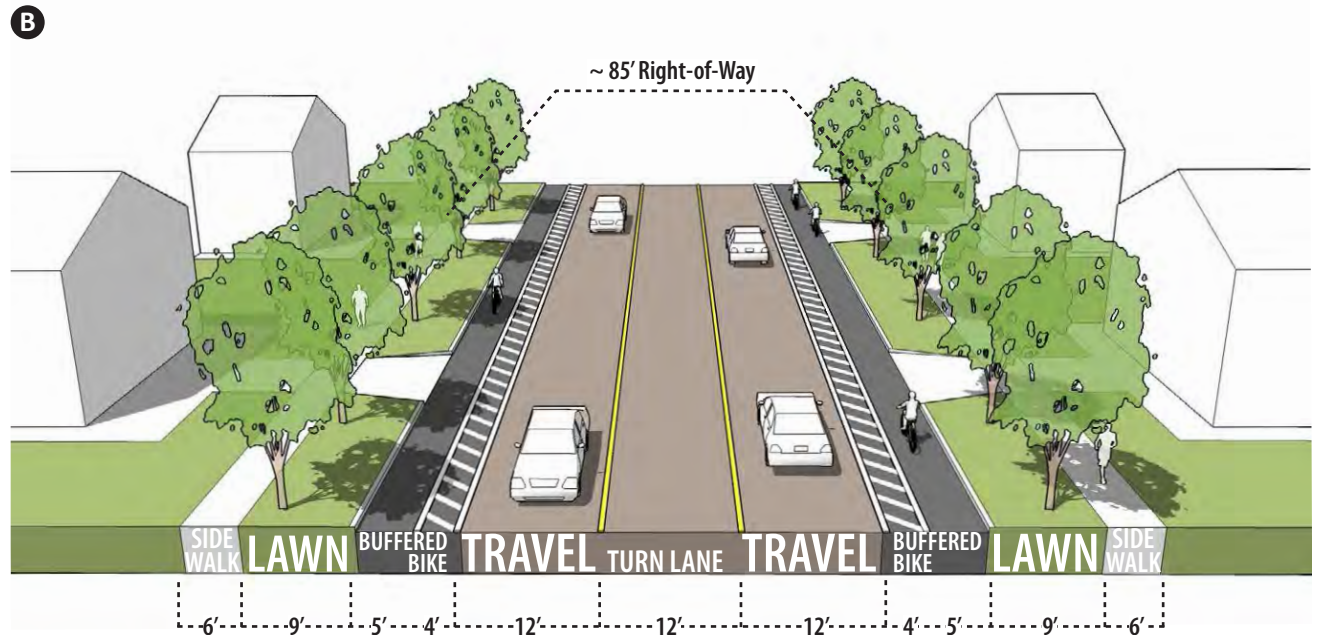 B
~ 85' Right-of-Way
SIDE WALK
LAWN
BUFFERED BIKE
TRAVEL
TURN LANE
TRAVEL
BUFFERED BIKE
LAWN
SIDE WALK
6' 9' 5' 4' 12' 12' 12' 4' 5' 9' 6'